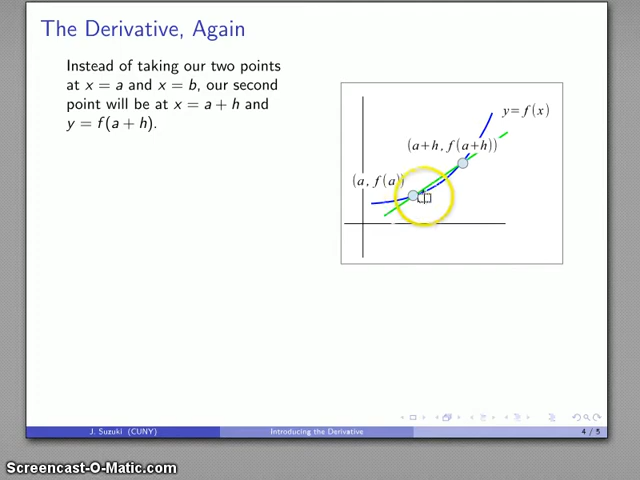 The Derivative, Again
Instead of taking our two points
at x = a and x = b, our second
point will be at x = a + h and
y = f(a + h).
y=f(x)
(a+h, f(a+h))
(a, f(a))
J. Suzuki (CUNY)
Introducing the Derivative
4 / 5
Screencast-O-Matic.com